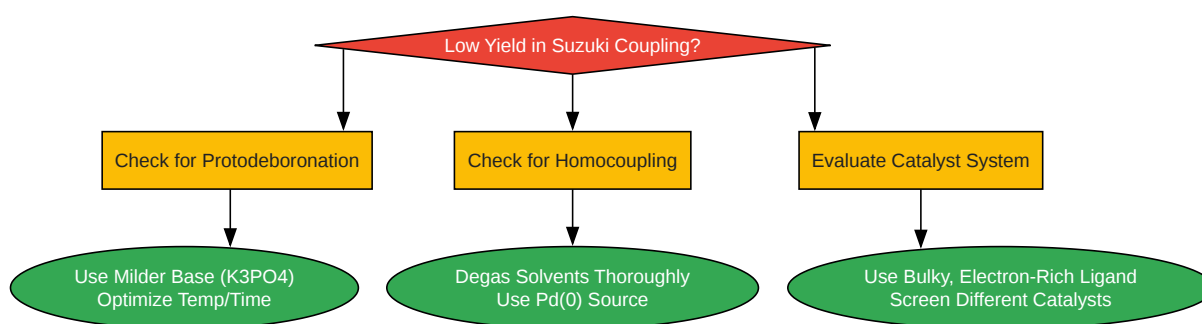 Low Yield in Suzuki Coupling?
Check for Protodeboronation
Check for Homocoupling
Evaluate Catalyst System
Use Milder Base (K3PO4)
Optimize Temp/Time
Degas Solvents Thoroughly
Use Pd(0) Source
Use Bulky, Electron-Rich Ligand
Screen Different Catalysts